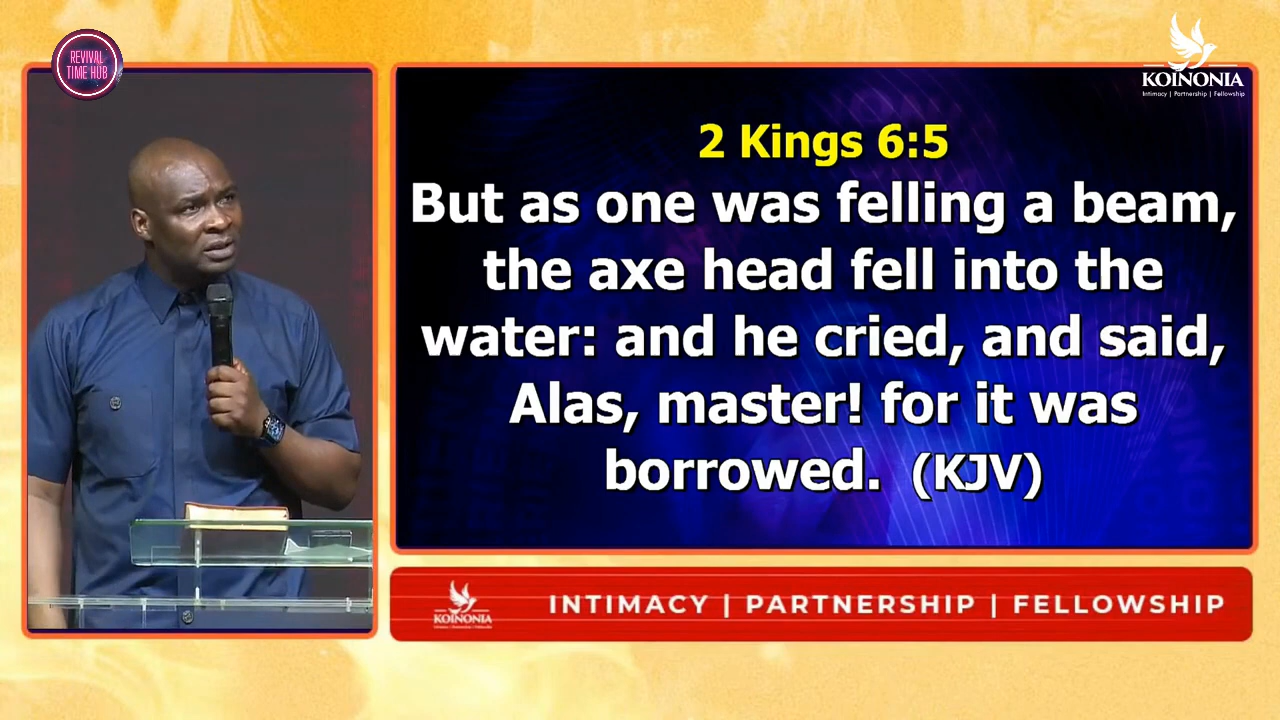 REVIVAL
TIME HUB
KOINONIA
Intimacy | Partnership | Fellowship
2 Kings 6:5
But as one was felling a beam,
the axe head fell into the
water: and he cried, and said,
Alas, master! for it was
borrowed. (KJV)
KOINONIA
INTIMACY | PARTNERSHIP | FELLOWSHIP